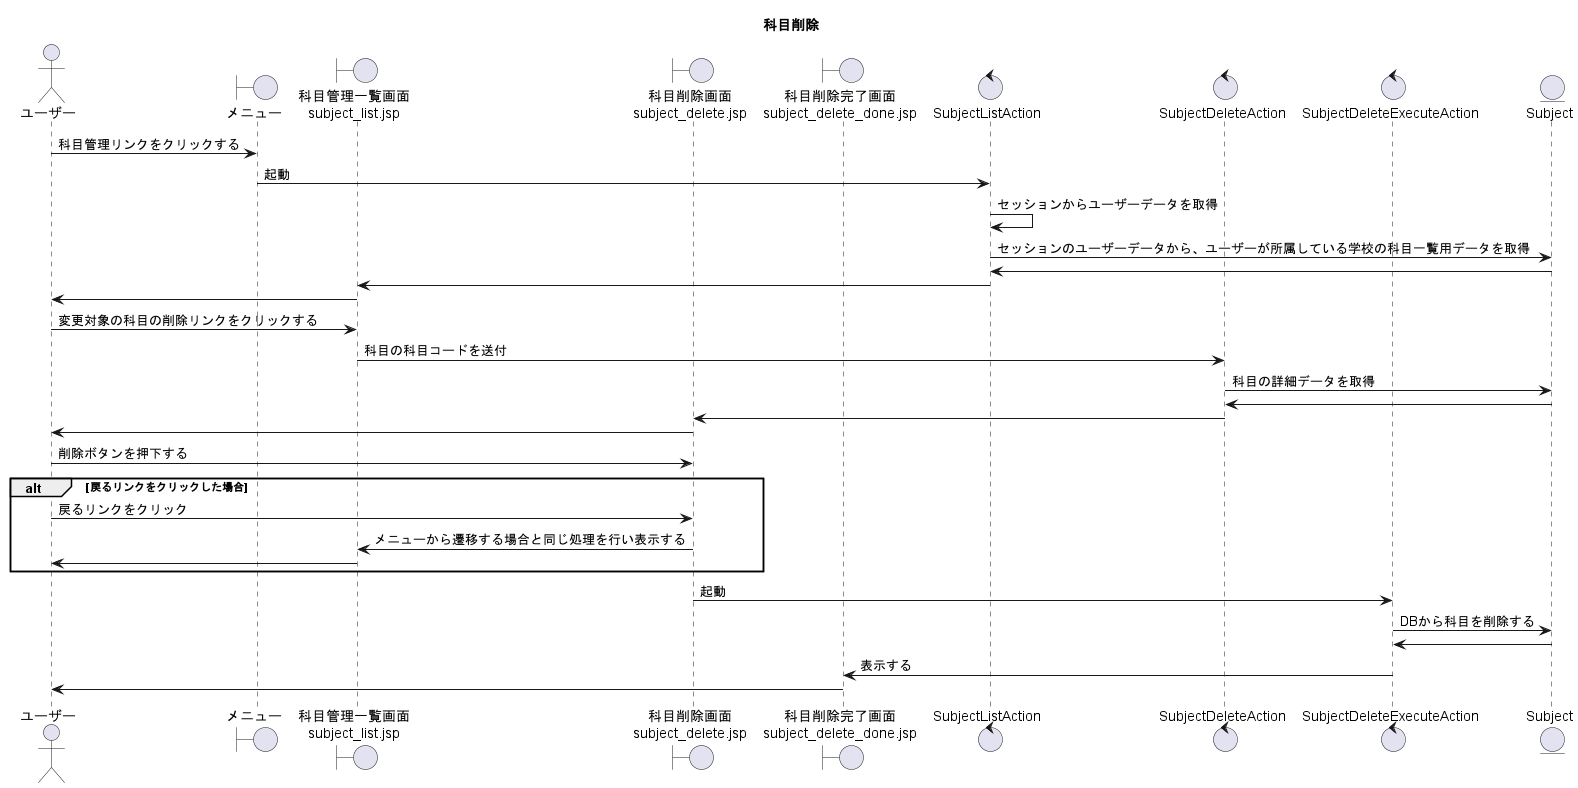 科目削除
ユーザー
メニュー
科目管理一覧画面
subject_list.jsp
科目削除画面
subject_delete.jsp
科目削除完了画面
subject_delete_done.jsp
SubjectListAction
SubjectDeleteAction
SubjectDeleteExecuteAction
Subject
科目管理リンクをクリックする
起動
セッションからユーザーデータを取得
セッションのユーザーデータから、ユーザーが所属している学校の科目一覧用データを取得
変更対象の科目の削除リンクをクリックする
科目の科目コードを送付
科目の詳細データを取得
削除ボタンを押下する
alt [戻るリンクをクリックした場合]
戻るリンクをクリック
メニューから遷移する場合と同じ処理を行い表示する
起動
DBから科目を削除する
表示する
ユーザー
メニュー
科目管理一覧画面
subject_list.jsp
科目削除画面
subject_delete.jsp
科目削除完了画面
subject_delete_done.jsp
SubjectListAction
SubjectDeleteAction
SubjectDeleteExecuteAction
Subject